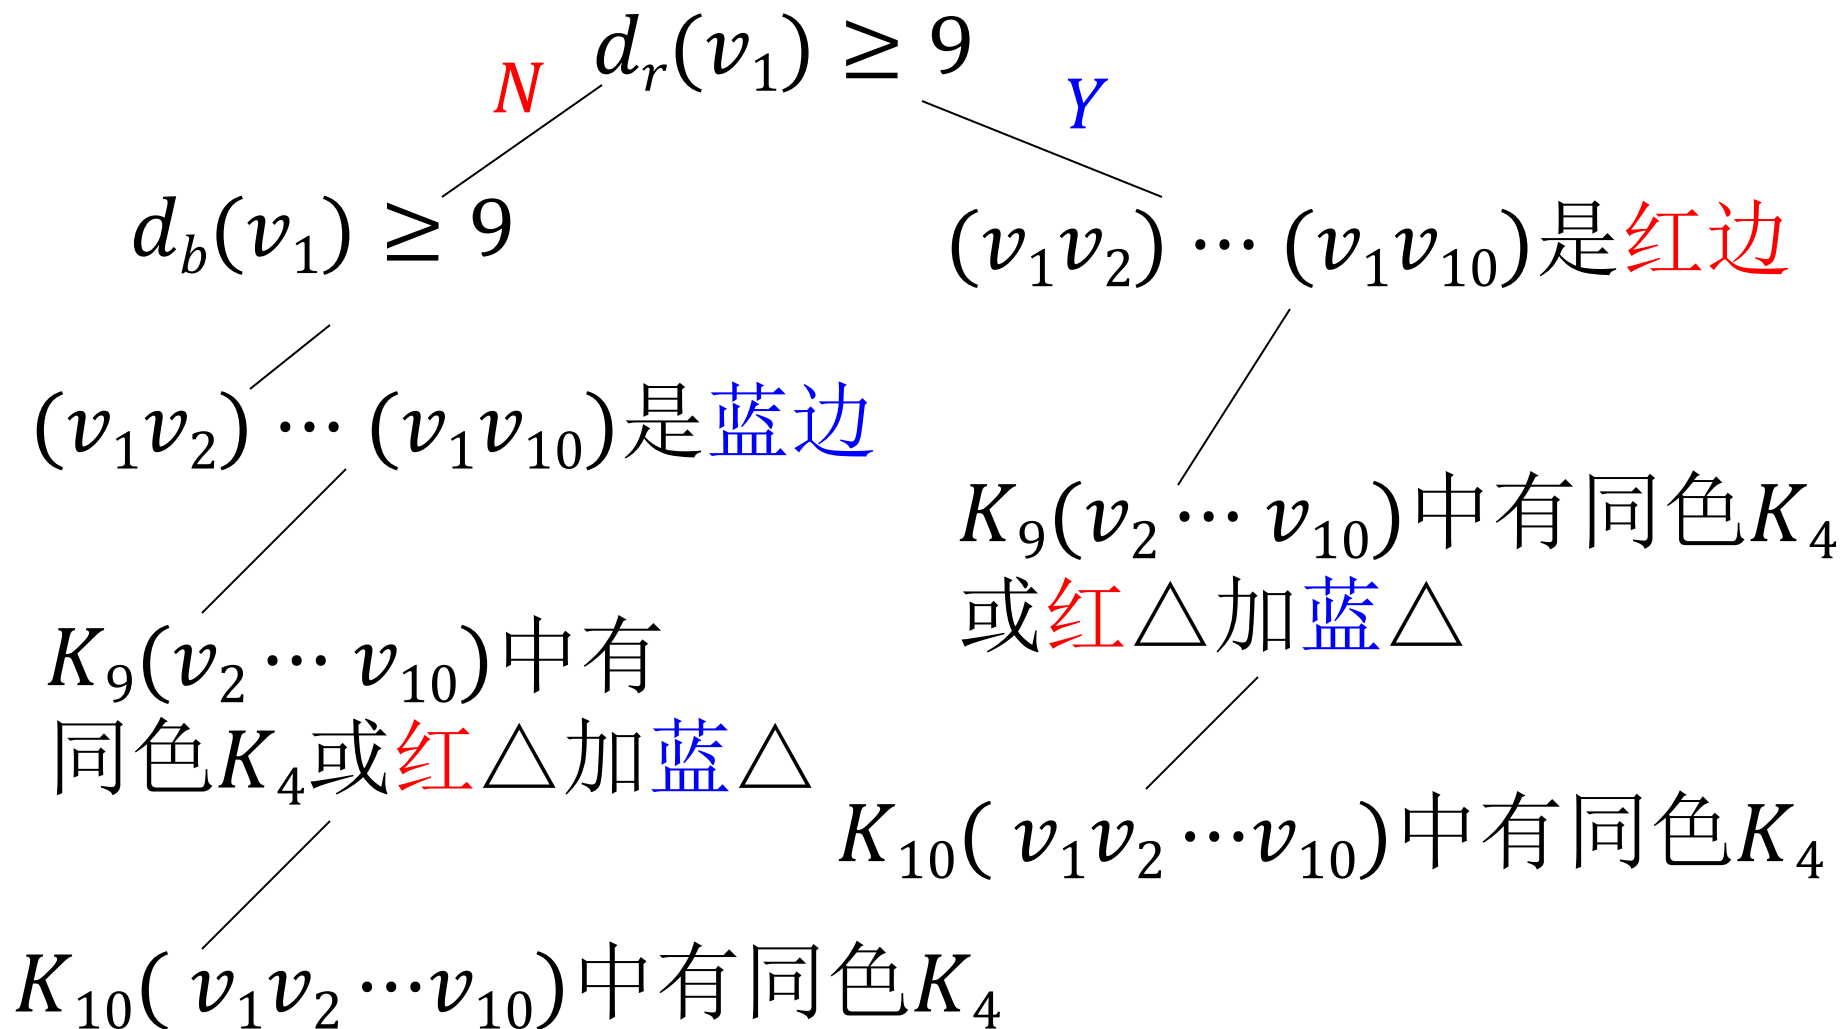 d_r(v_1) ≥ 9
N
Y
d_b(v_1) ≥ 9
(v_1v_2) ⋯ (v_1v_10)是红边
(v_1v_2) ⋯ (v_1v_10)是蓝边
K_9(v_2 ⋯ v_10)中有同色K_4
或红△加蓝△
K_9(v_2 ⋯ v_10)中有
同色K_4或红△加蓝△
K_10( v_1v_2 ⋯v_10)中有同色K_4
K_10( v_1v_2 ⋯v_10)中有同色K_4